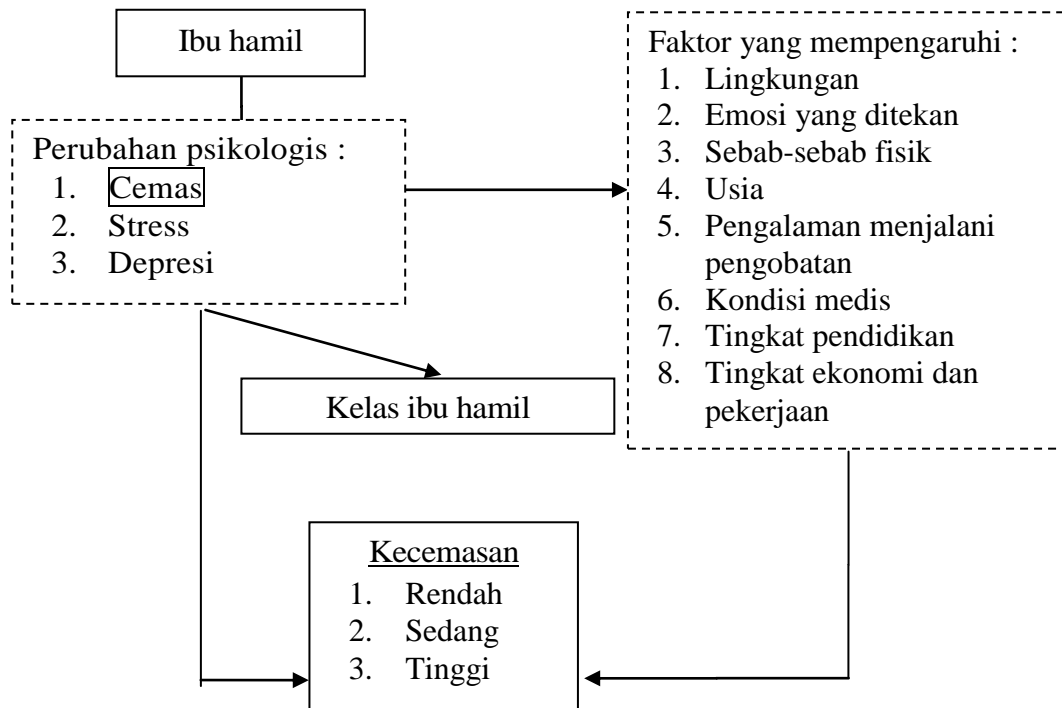 Ibu hamil
Perubahan psikologis :
1. Cemas
2. Stress
3. Depresi
Faktor yang mempengaruhi :
1. Lingkungan
2. Emosi yang ditekan
3. Sebab-sebab fisik
4. Usia
5. Pengalaman menjalani
pengobatan
6. Kondisi medis
7. Tingkat pendidikan
8. Tingkat ekonomi dan
pekerjaan
Kelas ibu hamil
Kecemasan
1. Rendah
2. Sedang
3. Tinggi